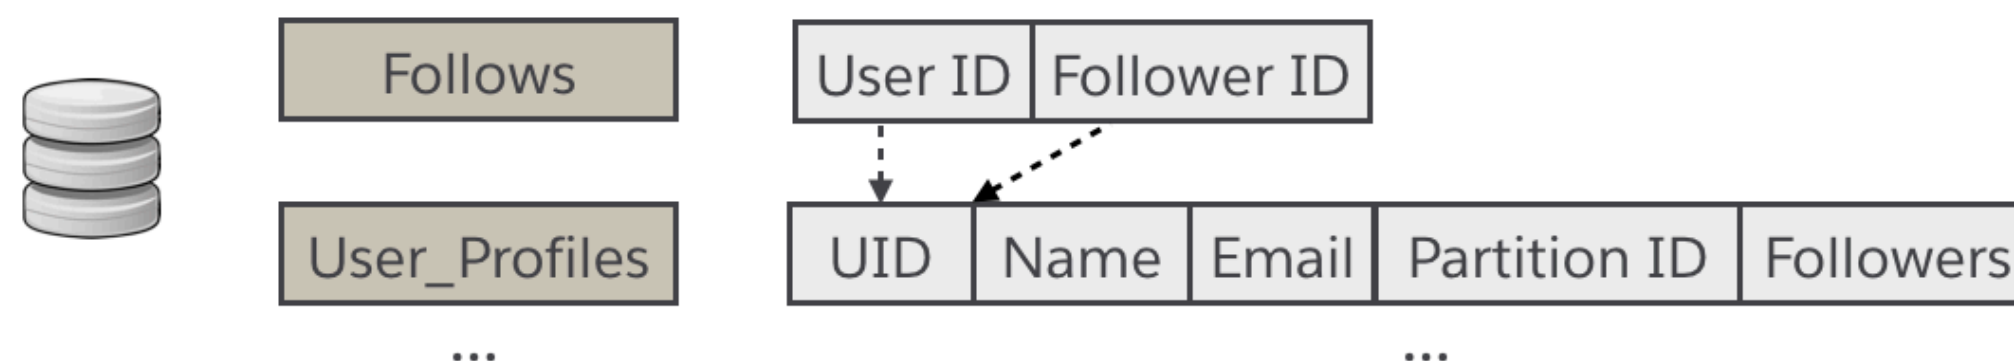 Follows User ID Follower ID
User_Profiles UID Name Email Partition ID Followers
... ...